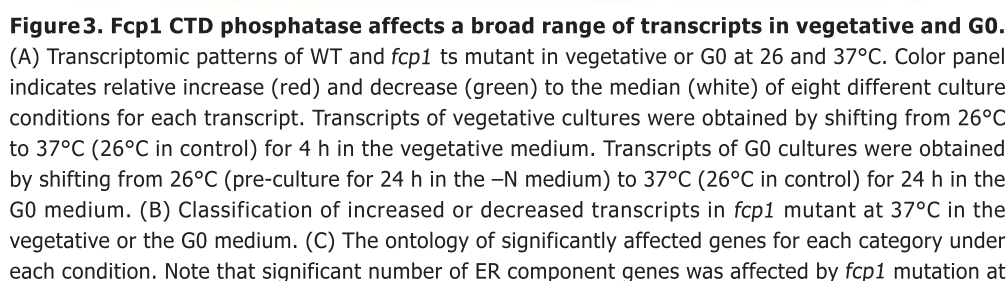 Figure 3. Fcp1 CTD phosphatase affects a broad range of transcripts in vegetative and G0.
(A) Transcriptomic patterns of WT and fcp1 ts mutant in vegetative or G0 at 26 and 37°C. Color panel
indicates relative increase (red) and decrease (green) to the median (white) of eight different culture
conditions for each transcript. Transcripts of vegetative cultures were obtained by shifting from 26°C
to 37°C (26°C in control) for 4 h in the vegetative medium. Transcripts of G0 cultures were obtained
by shifting from 26°C (pre-culture for 24 h in the –N medium) to 37°C (26°C in control) for 24 h in the
G0 medium. (B) Classification of increased or decreased transcripts in fcp1 mutant at 37°C in the
vegetative or the G0 medium. (C) The ontology of significantly affected genes for each category under
each condition. Note that significant number of ER component genes was affected by fcp1 mutation at